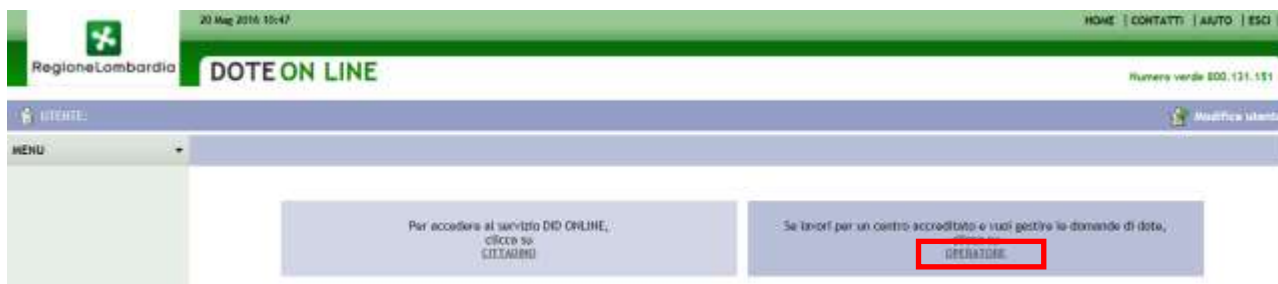 20 Mag 2016 10:47
HOME | CONTATTI | AIUTO | ESCI
RegioneLombardia
DOTE ON LINE
Numero verde 800.131.151
UTENTE:
Modifica utente
MENU
Per accedere al servizio DID ONLINE,
clicca su
CITTADINO
Se lavori per un centro accreditato e vuoi gestire le domande di dote,
clicca su
OPERATORE